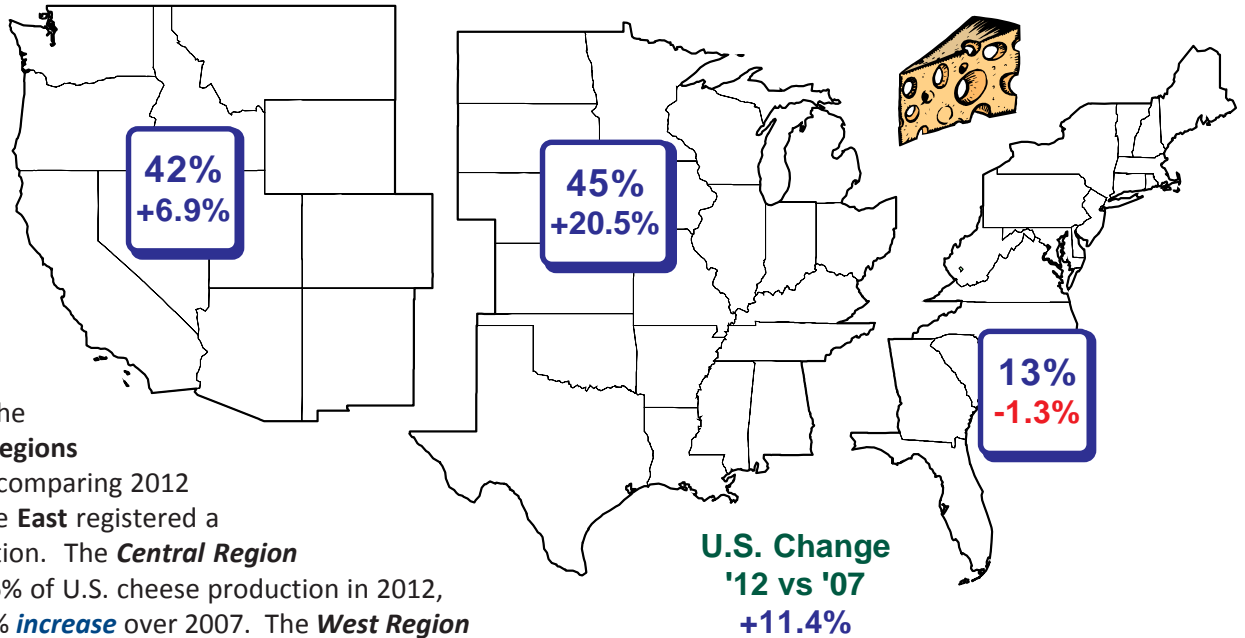 42%
+6.9%
45%
+20.5%
13%
-1.3%
he
egions
comparing 2012
e East registered a
tion. The Central Region
% of U.S. cheese production in 2012,
% increase over 2007. The West Region
U.S. Change
'12 vs '07
+11.4%